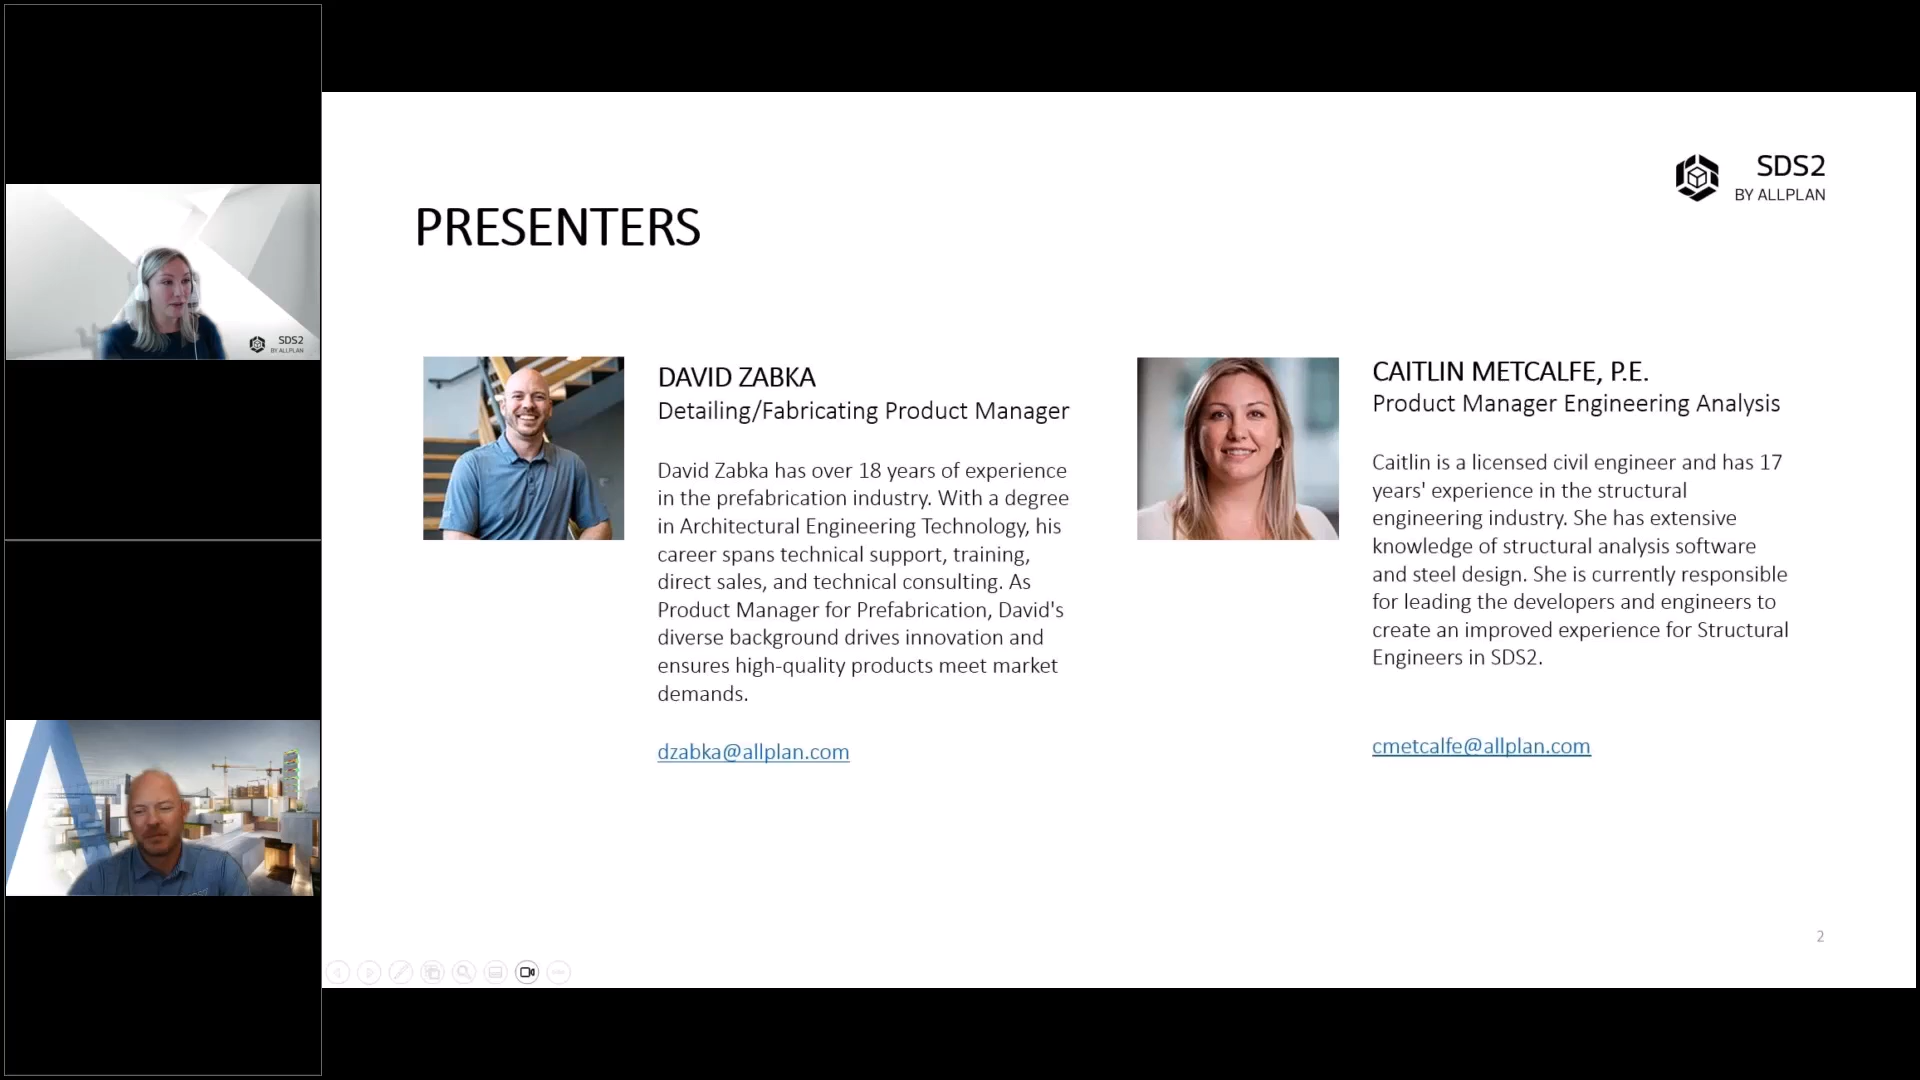 SDS2
BY ALLPLAN
PRESENTERS
DAVID ZABKA
Detailing/Fabricating Product Manager
David Zabka has over 18 years of experience
in the prefabrication industry. With a degree
in Architectural Engineering Technology, his
career spans technical support, training,
direct sales, and technical consulting. As
Product Manager for Prefabrication, David's
diverse background drives innovation and
ensures high-quality products meet market
demands.
dzabka@allplan.com
CAITLIN METCALFE, P.E.
Product Manager Engineering Analysis
Caitlin is a licensed civil engineer and has 17
years' experience in the structural
engineering industry. She has extensive
knowledge of structural analysis software
and steel design. She is currently responsible
for leading the developers and engineers to
create an improved experience for Structural
Engineers in SDS2.
cmetcalfe@allplan.com
2
SDS2
BY ALLPLAN